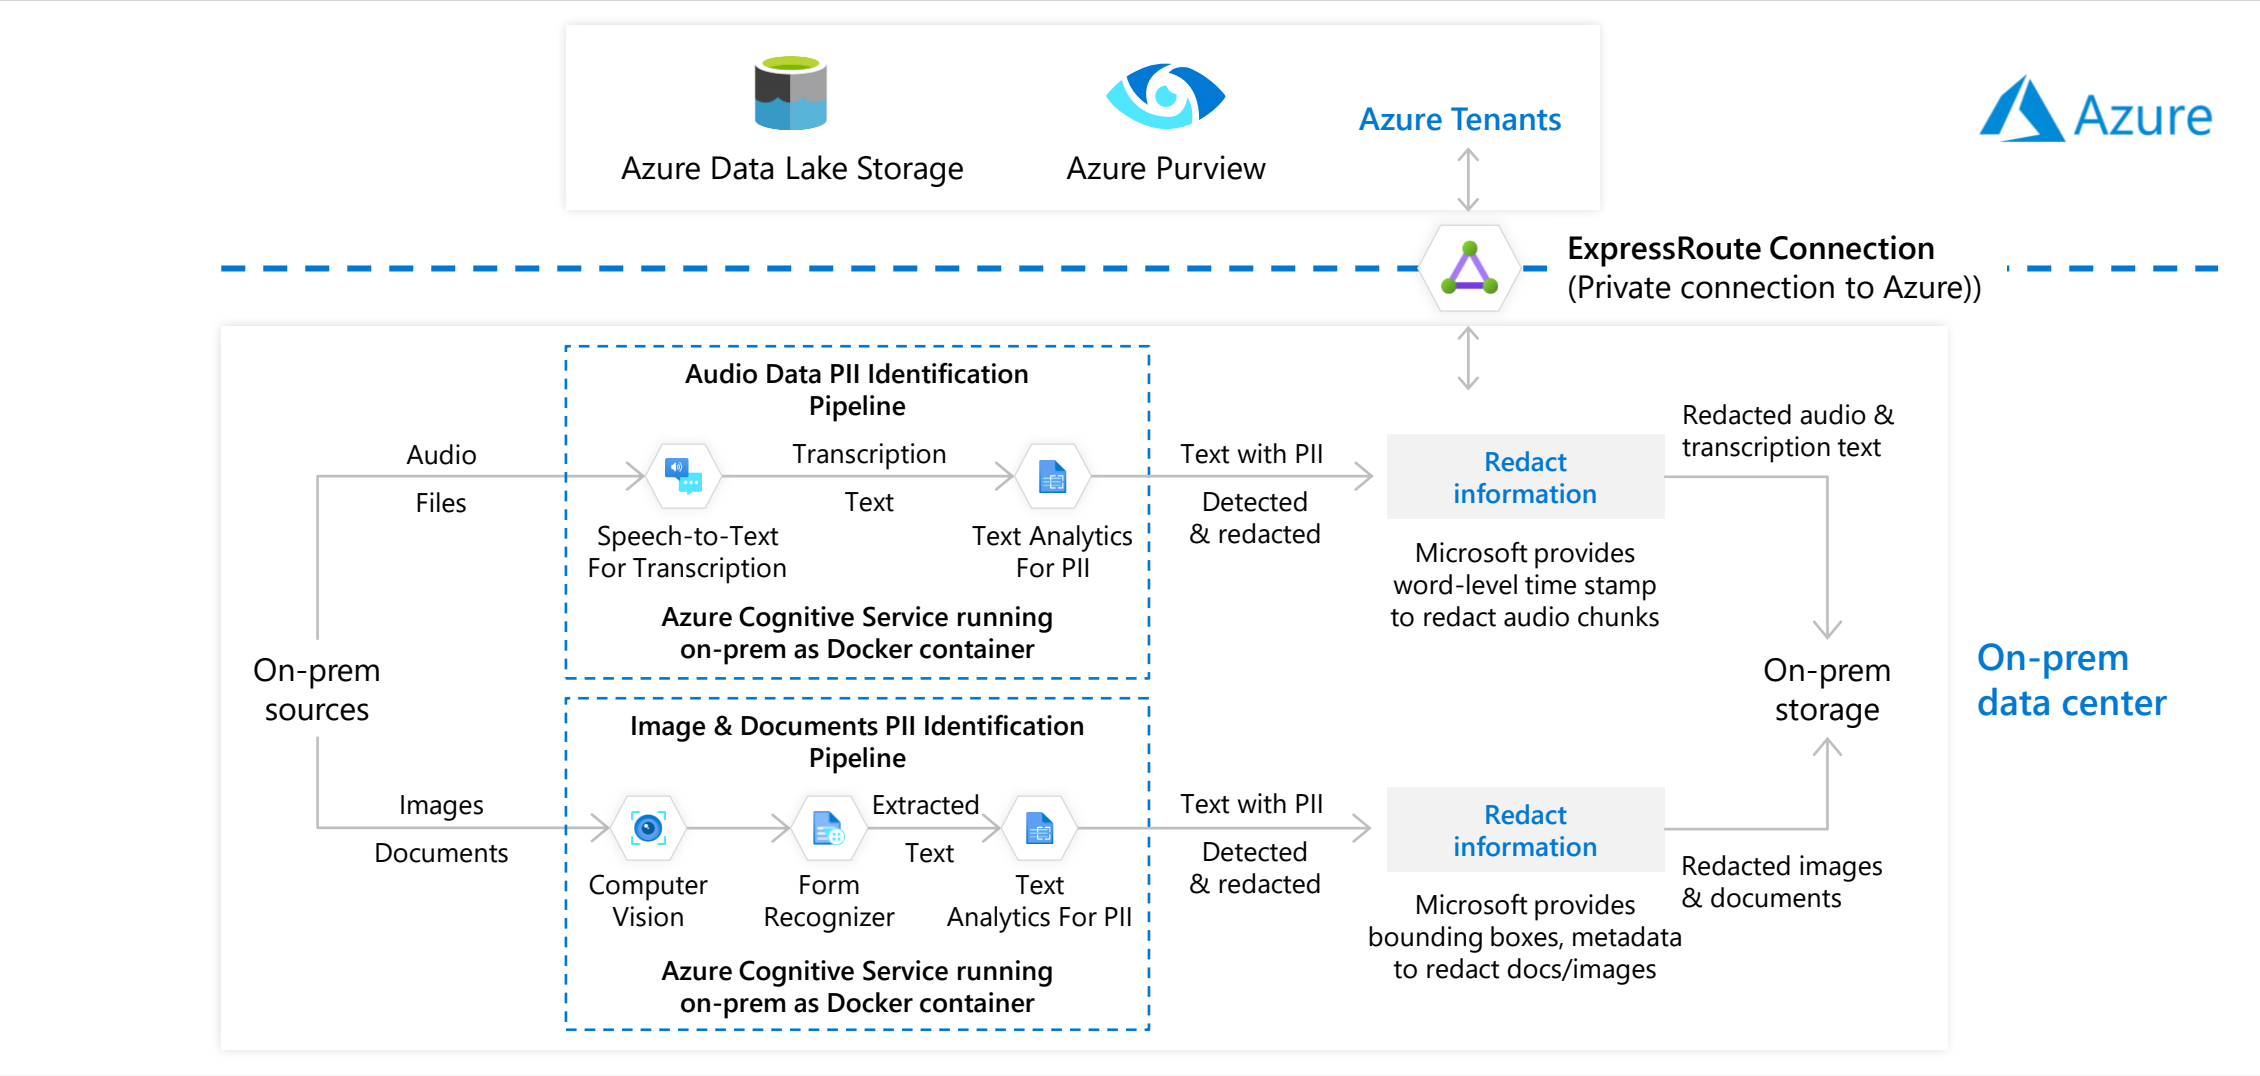 Azure Data Lake Storage
Azure Purview
Azure Tenants
Azure
ExpressRoute Connection
(Private connection to Azure))
Audio Data PII Identification
Pipeline
Audio
Files
Transcription
Text
Speech-to-Text
For Transcription
Text Analytics
For PII
Azure Cognitive Service running
on-prem as Docker container
Text with PII
Detected
& redacted
Redact
information
Microsoft provides
word-level time stamp
to redact audio chunks
Redacted audio &
transcription text
On-prem
sources
On-prem
storage
On-prem
data center
Image & Documents PII Identification
Pipeline
Images
Documents
Extracted
Text
Computer
Vision
Form
Recognizer
Text
Analytics For PII
Azure Cognitive Service running
on-prem as Docker container
Text with PII
Detected
& redacted
Redact
information
Microsoft provides
bounding boxes, metadata
to redact docs/images
Redacted images
& documents